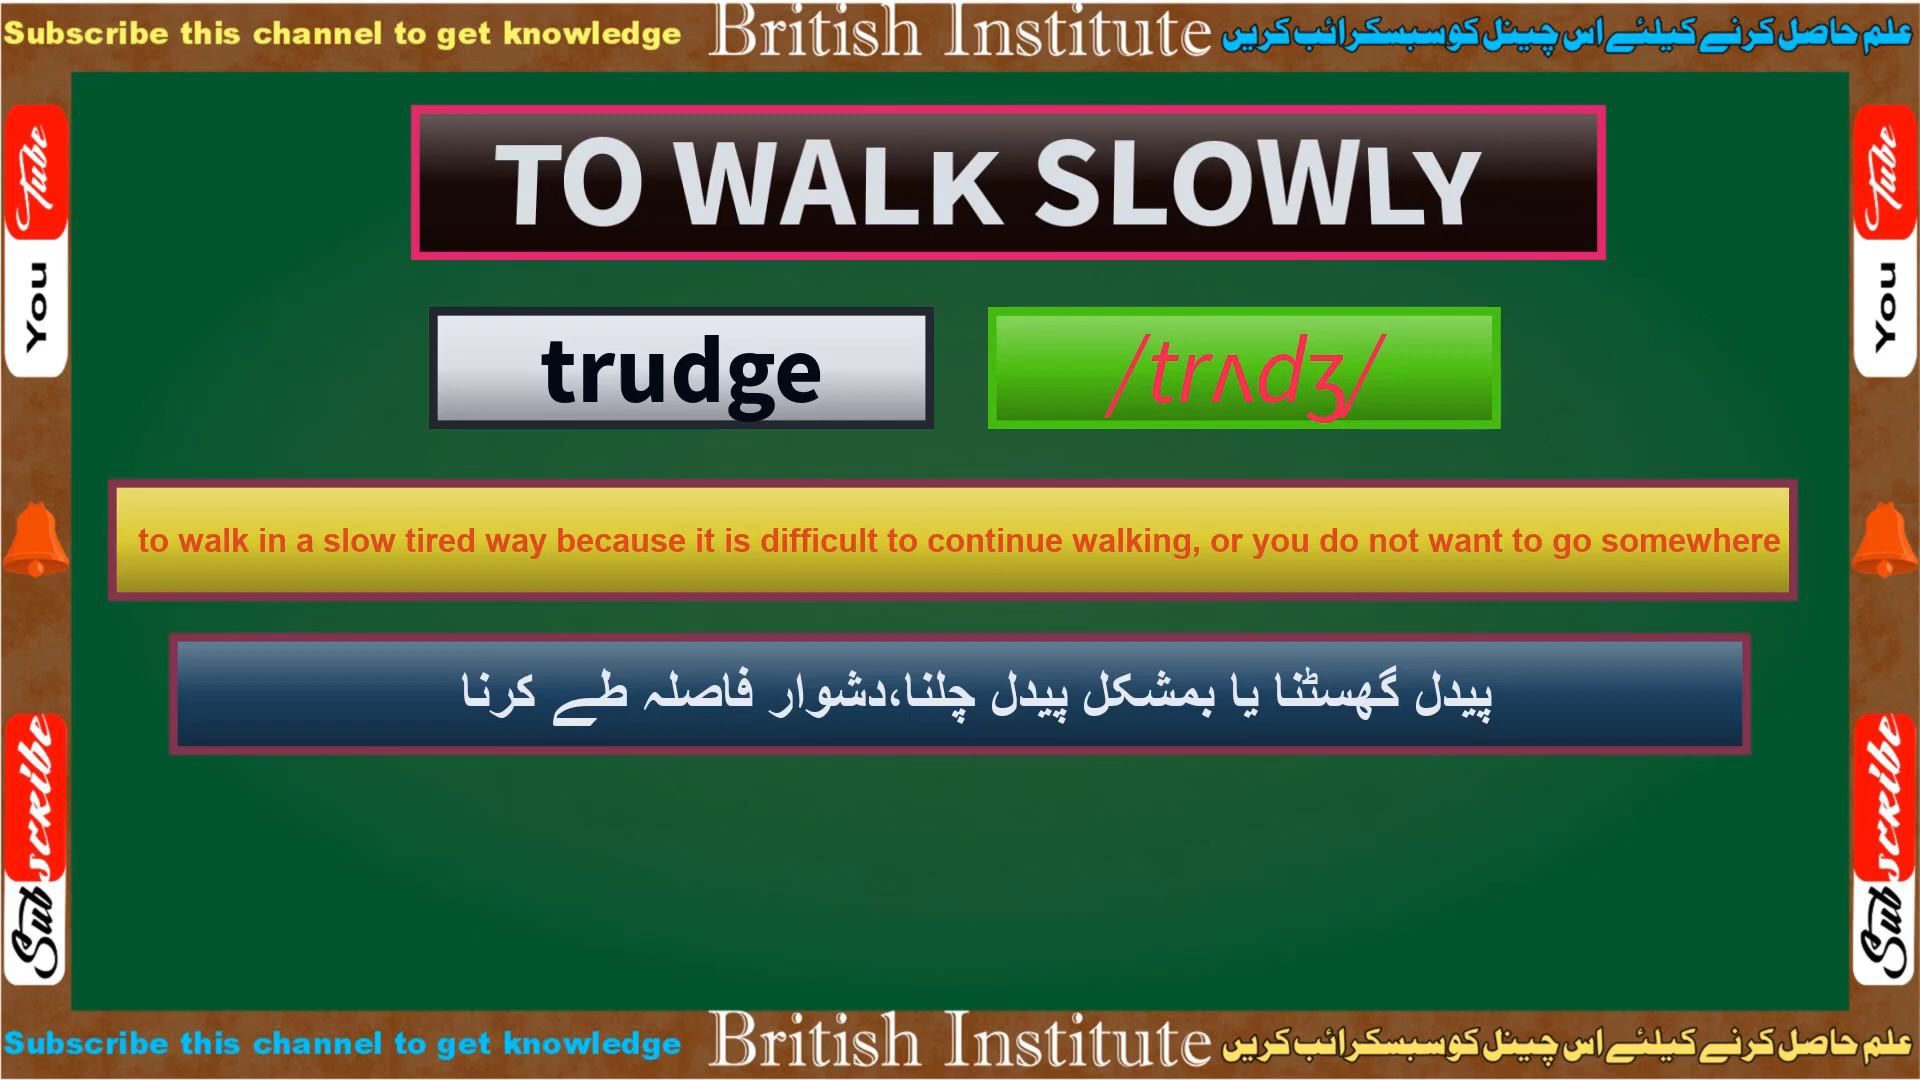 Subscribe this channel to get knowledge British Institute علم حاصل کرنے کیلئے اس چینل کو سبسکرائب کریں
TO WALK SLOWLY
trudge /trʌdʒ/
to walk in a slow tired way because it is difficult to continue walking, or you do not want to go somewhere
پیدل گھسٹنا یا بمشکل پیدل چلنا،دشوار فاصلہ طے کرنا
You Tube
Subscribe
You Tube
Subscribe
Subscribe this channel to get knowledge British Institute علم حاصل کرنے کیلئے اس چینل کو سبسکرائب کریں